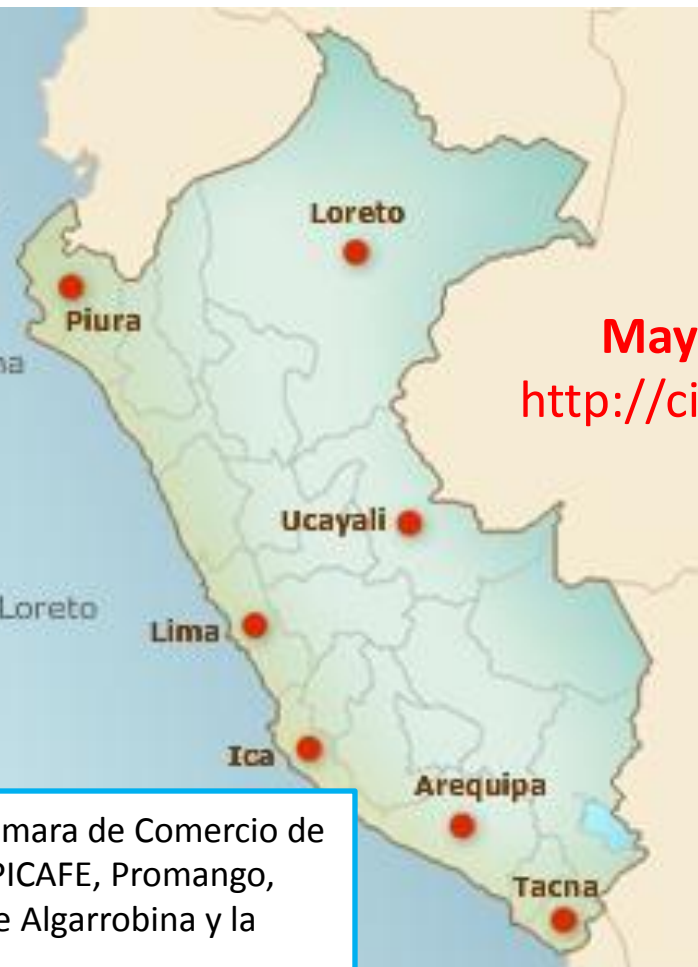 Loreto
Piura
May
http://ci
Ucayali
Loreto
Lima
Ica
Arequipa
mara de Comercio de
PICAFE, Promango,
e Algarrobina y la
Tacna